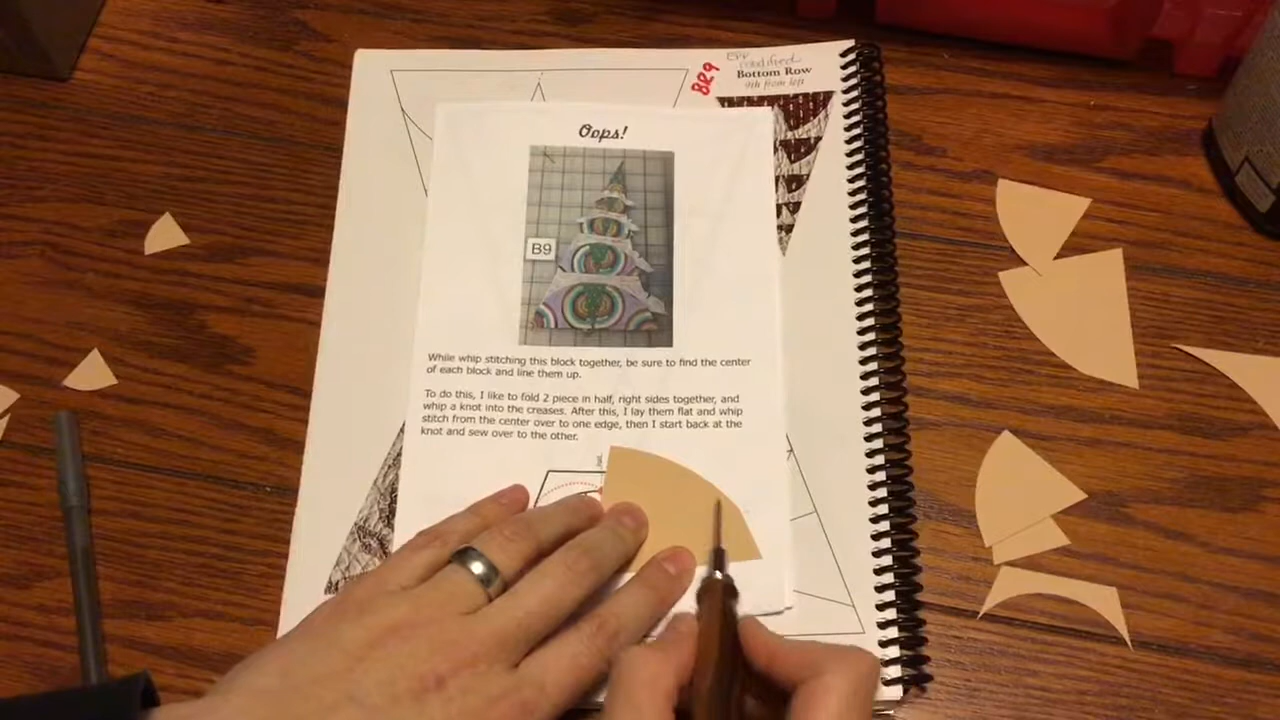 EPP
modified
BR9
Bottom Row
9th from left
Oops!
B9
While whip stitching this block together, be sure to find the center
of each block and line them up.
To do this, I like to fold 2 piece in half, right sides together, and
whip a knot into the creases. After this, I lay them flat and whip
stitch from the center over to one edge, then I start back at the
knot and sew over to the other.